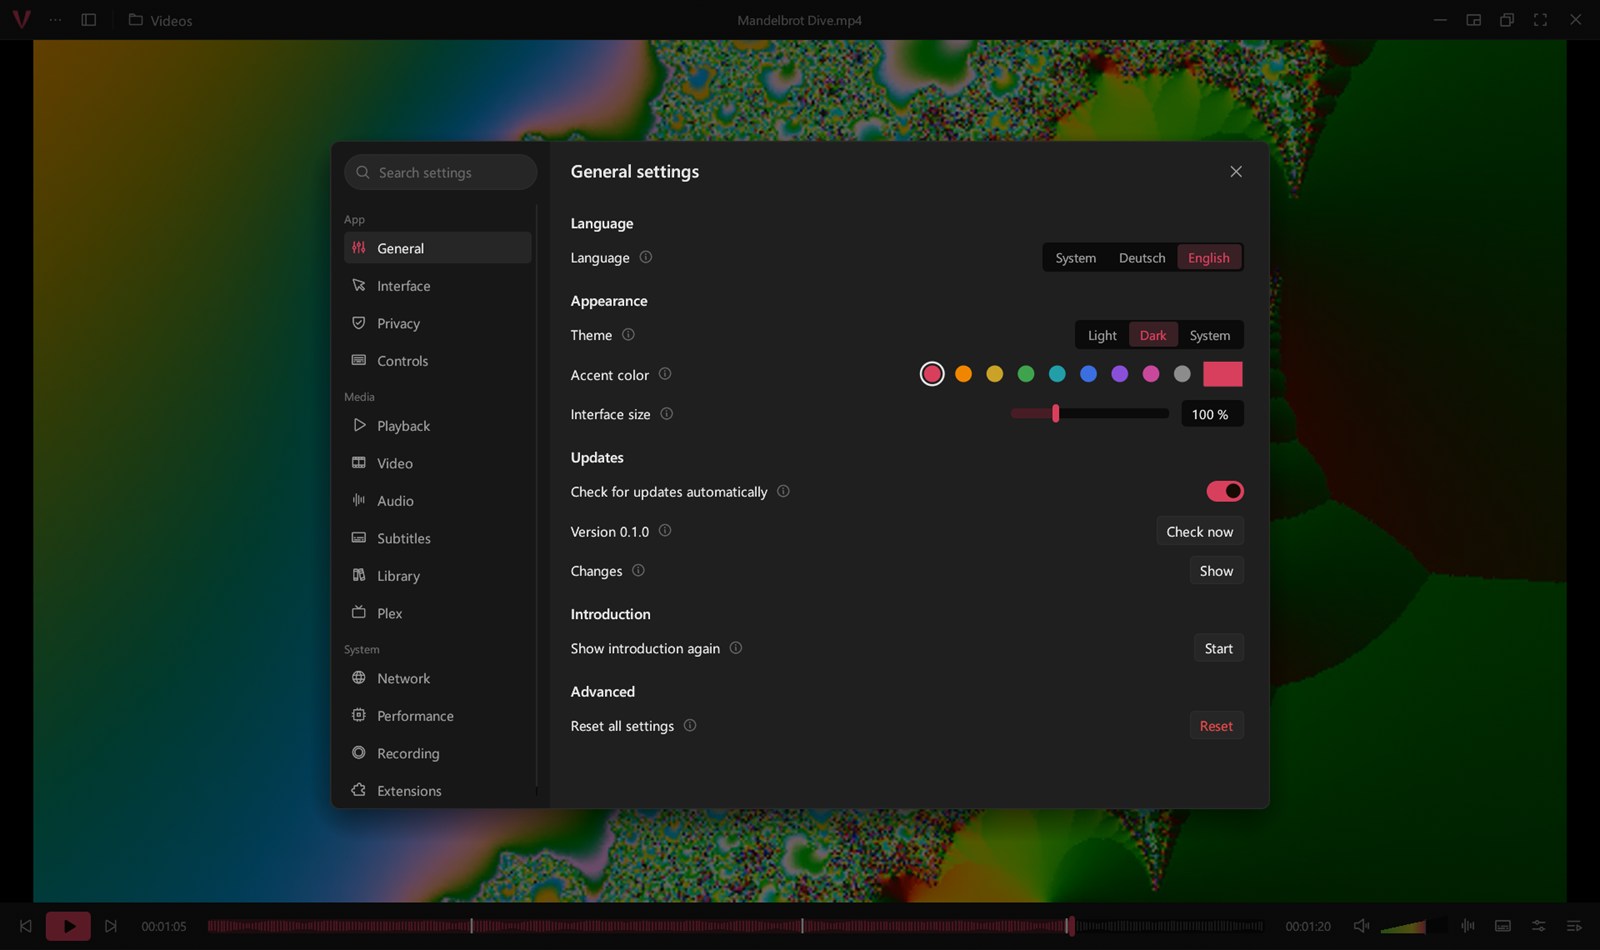 Videos
Mandelbrot Dive.mp4
Search settings
App
General
Interface
Privacy
Controls
Media
Playback
Video
Audio
Subtitles
Library
Plex
System
Network
Performance
Recording
Extensions
General settings
Language
Language
System Deutsch English
Appearance
Theme
Light Dark System
Accent color
Interface size
100 %
Updates
Check for updates automatically
Version 0.1.0
Check now
Changes
Show
Introduction
Show introduction again
Start
Advanced
Reset all settings
Reset
00:01:05
00:01:20